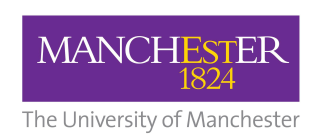 MANCHESTER
1824
The University of Manchester